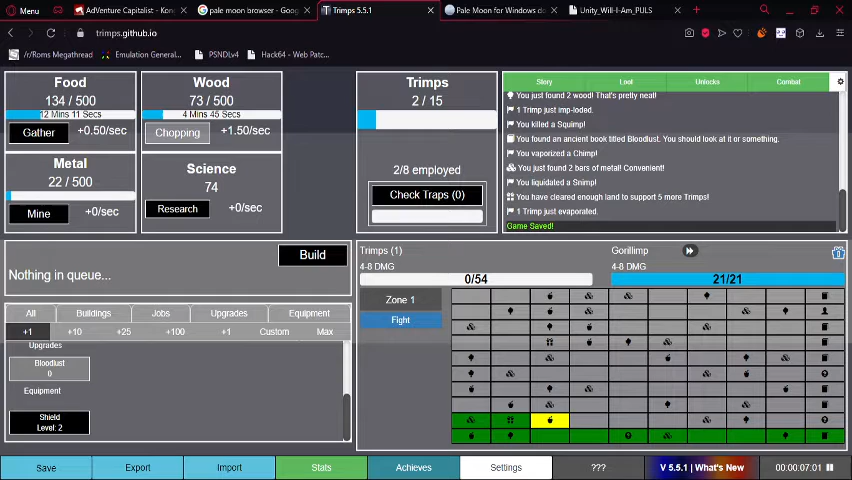 Menu
AdVenture Capitalist - Kon
pale moon browser - Goog
Trimps 5.5.1
Pale Moon for Windows do
Unity_Will-I-Am_PULS
trimps.github.io
/r/Roms Megathread
Emulation General...
PSNDLv4
Hack64 - Web Patc...
Food
134 / 500
12 Mins 11 Secs
Gather
+0.50/sec
Wood
73 / 500
4 Mins 45 Secs
Chopping
+1.50/sec
Metal
22 / 500
Mine
+0/sec
Science
74
Research
+0/sec
Trimps
2 / 15
2/8 employed
Check Traps (0)
Story
Loot
Unlocks
Combat
You just found 2 wood! That's pretty neat!
1 Trimp just imp-loded.
You killed a Squimp!
You found an ancient book titled Bloodlust. You should look at it or something.
You vaporized a Chimp!
You just found 2 bars of metal! Convenient!
You liquidated a Snimp!
You have cleared enough land to support 5 more Trimps!
1 Trimp just evaporated.
Game Saved!
Build
Nothing in queue...
All
Buildings
Jobs
Upgrades
Equipment
+1
+10
+25
+100
+1
Custom
Max
Upgrades
Bloodlust
0
Equipment
Shield
Level: 2
Trimps (1)
4-8 DMG
0/54
Gorillimp
4-8 DMG
21/21
Zone 1
Fight
Save
Export
Import
Stats
Achieves
Settings
???
V 5.5.1 | What's New
00:00:07:01